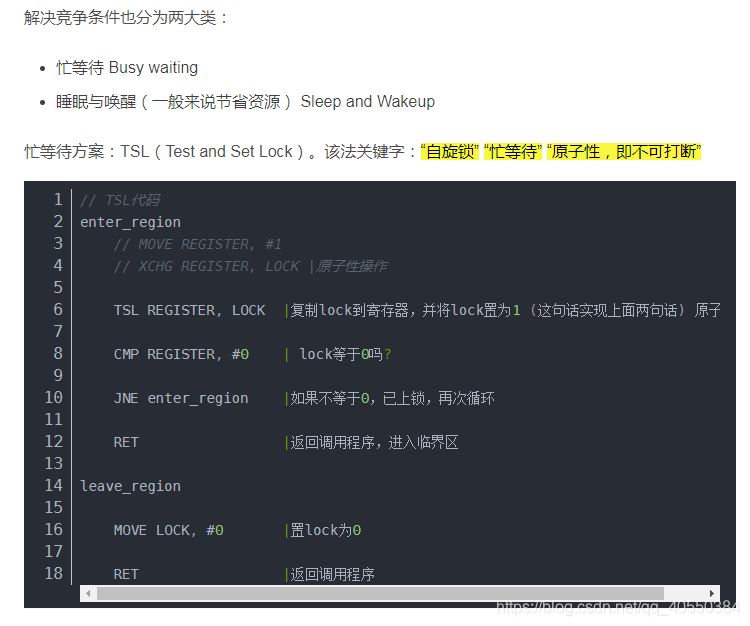 解决竞争条件也分为两大类：
• 忙等待 Busy waiting
• 睡眠与唤醒（一般来说节省资源） Sleep and Wakeup
忙等待方案：TSL（Test and Set Lock）。该法关键字：“自旋锁” “忙等待” “原子性，即不可打断”
1 // TSL代码
2 enter_region
3 // MOVE REGISTER, #1
4 // XCHG REGISTER, LOCK |原子性操作
5
6 TSL REGISTER, LOCK |复制lock到寄存器，并将lock置为1 (这句话实现上面两句话) 原子
7
8 CMP REGISTER, #0 | lock等于0吗?
9
10 JNE enter_region |如果不等于0，已上锁，再次循环
11
12 RET |返回调用程序，进入临界区
13
14 leave_region
15
16 MOVE LOCK, #0 |置lock为0
17
18 RET |返回调用程序
https://blog.csdn.net/qq_40550384